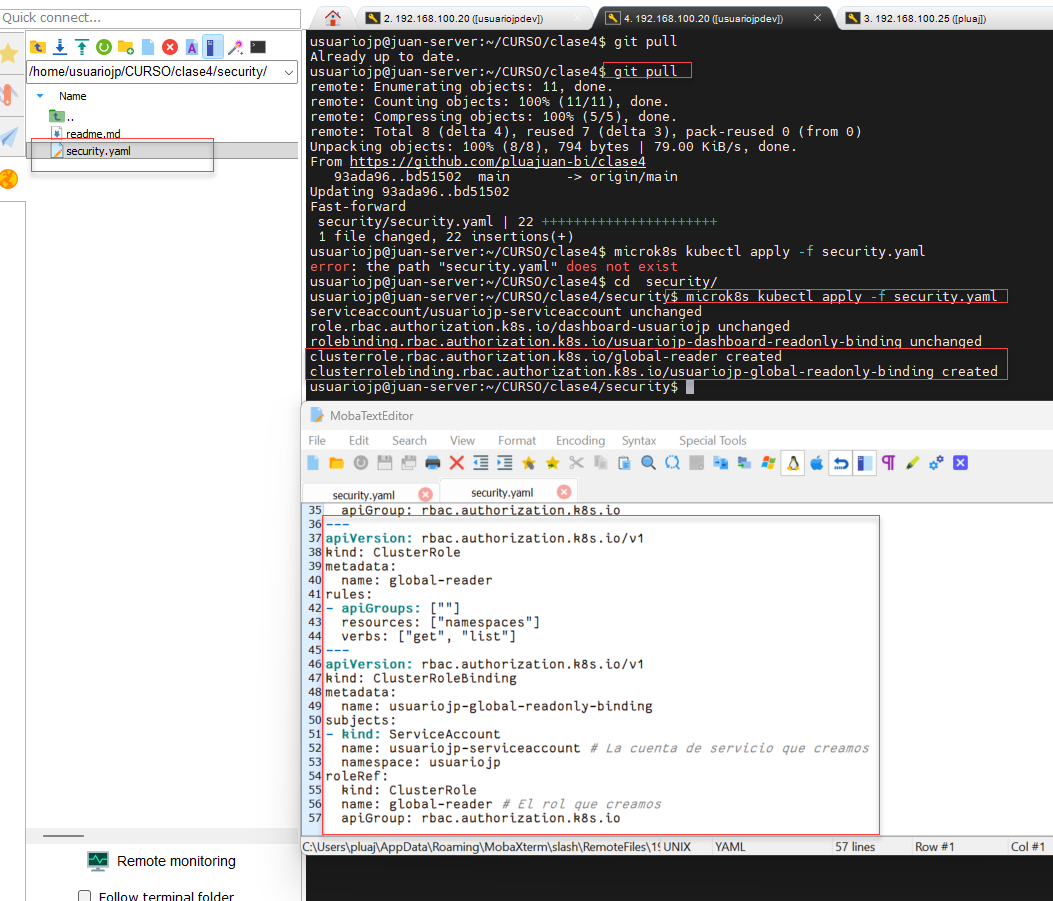 Quick connect...
2. 192.168.100.20 ([usuariojpdev])
4. 192.168.100.20 ([usuariojpdev])
3. 192.168.100.25 ([pluaj])
/home/usuariojp/CURSO/clase4/security/
Name
..
readme.md
security.yaml
Remote monitoring
Follow terminal folder
usuariojp@juan-server:~/CURSO/clase4$ git pull
Already up to date.
usuariojp@juan-server:~/CURSO/clase4$ git pull
remote: Enumerating objects: 11, done.
remote: Counting objects: 100% (11/11), done.
remote: Compressing objects: 100% (5/5), done.
remote: Total 8 (delta 4), reused 7 (delta 3), pack-reused 0 (from 0)
Unpacking objects: 100% (8/8), 794 bytes | 79.00 KiB/s, done.
From https://github.com/pluajuan-bi/clase4
   93ada96..bd51502  main       -> origin/main
Updating 93ada96..bd51502
Fast-forward
 security/security.yaml | 22 ++++++++++++++++++++++
 1 file changed, 22 insertions(+)
usuariojp@juan-server:~/CURSO/clase4$ microk8s kubectl apply -f security.yaml
error: the path "security.yaml" does not exist
usuariojp@juan-server:~/CURSO/clase4$ cd  security/
usuariojp@juan-server:~/CURSO/clase4/security$ microk8s kubectl apply -f security.yaml
serviceaccount/usuariojp-serviceaccount unchanged
role.rbac.authorization.k8s.io/dashboard-usuariojp unchanged
rolebinding.rbac.authorization.k8s.io/usuariojp-dashboard-readonly-binding unchanged
clusterrole.rbac.authorization.k8s.io/global-reader created
clusterrolebinding.rbac.authorization.k8s.io/usuariojp-global-readonly-binding created
usuariojp@juan-server:~/CURSO/clase4/security$
MobaTextEditor
File Edit Search View Format Encoding Syntax Special Tools
security.yaml security.yaml
35   apiGroup: rbac.authorization.k8s.io
36 ---
37 apiVersion: rbac.authorization.k8s.io/v1
38 kind: ClusterRole
39 metadata:
40   name: global-reader
41 rules:
42 - apiGroups: [""]
43   resources: ["namespaces"]
44   verbs: ["get", "list"]
45 ---
46 apiVersion: rbac.authorization.k8s.io/v1
47 kind: ClusterRoleBinding
48 metadata:
49   name: usuariojp-global-readonly-binding
50 subjects:
51 - kind: ServiceAccount
52   name: usuariojp-serviceaccount # La cuenta de servicio que creamos
53   namespace: usuariojp
54 roleRef:
55   kind: ClusterRole
56   name: global-reader # El rol que creamos
57   apiGroup: rbac.authorization.k8s.io
C:\Users\pluaj\AppData\Roaming\MobaXterm\slash\RemoteFiles\19 UNIX YAML 57 lines Row #1 Col #1